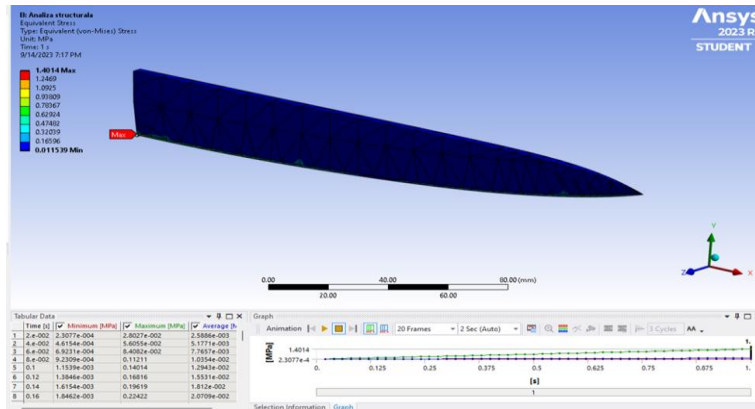 B: Analiza structurala
Equivalent Stress
Type: Equivalent (von-Mises) Stress
Unit: MPa
Time: 1 s
9/14/2023 7:17 PM
1.4014 Max
1.2469
1.0925
0.93809
0.78367
0.62924
0.47482
0.32039
0.16596
0.011539 Min
Ansys
2023 R
STUDENT
Max
Y
Z
X
0.00
40.00
80.00 (mm)
20.00
60.00
Tabular Data
Time [s] Minimum [MPa] Maximum [MPa] Average [M
1 2.e-002 2.3077e-004 2.8027e-002 2.5886e-003
2 4.e-002 4.6154e-004 5.6055e-002 5.1771e-003
3 6.e-002 6.9231e-004 8.4082e-002 7.7657e-003
4 8.e-002 9.2309e-004 0.11211 1.0354e-002
5 0.1 1.1539e-003 0.14014 1.2943e-002
6 0.12 1.3846e-003 0.16816 1.5531e-002
7 0.14 1.6154e-003 0.19619 1.812e-002
8 0.16 1.8462e-003 0.22422 2.0709e-002
Graph
Animation 20 Frames 2 Sec (Auto) 3 Cycles AA
1.
1.4014
[MPa]
2.3077e-4
0. 0.125 0.25 0.375 0.5 0.625 0.75 0.875 1.
[s]
1
Selection Information Graph